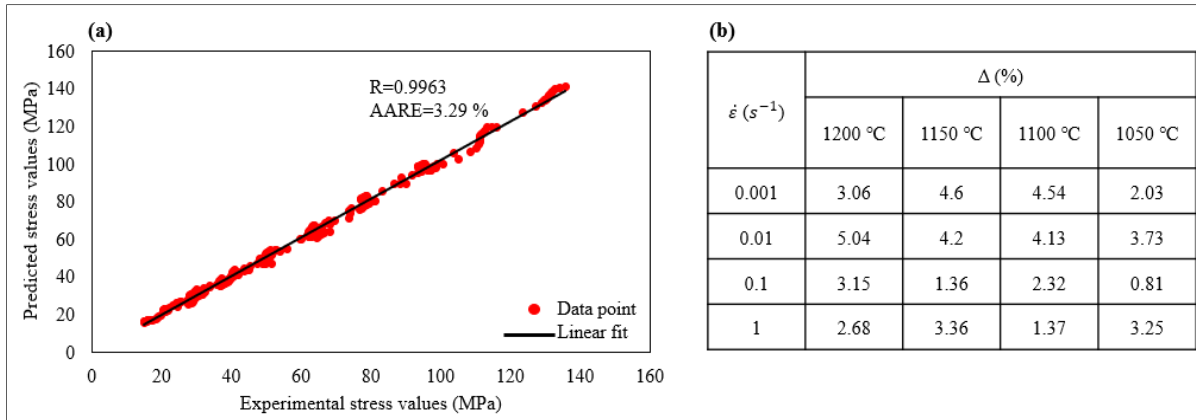 (a)
160
140
120
100
80
60
40
20
0
Predicted stress values (MPa)
R=0.9963
AARE=3.29 %
Data point
Linear fit
0 20 40 60 80 100 120 140 160
Experimental stress values (MPa)
(b)
ε̇ (s⁻¹) Δ (%)
1200 ℃ 1150 ℃ 1100 ℃ 1050 ℃
0.001 3.06 4.6 4.54 2.03
0.01 5.04 4.2 4.13 3.73
0.1 3.15 1.36 2.32 0.81
1 2.68 3.36 1.37 3.25